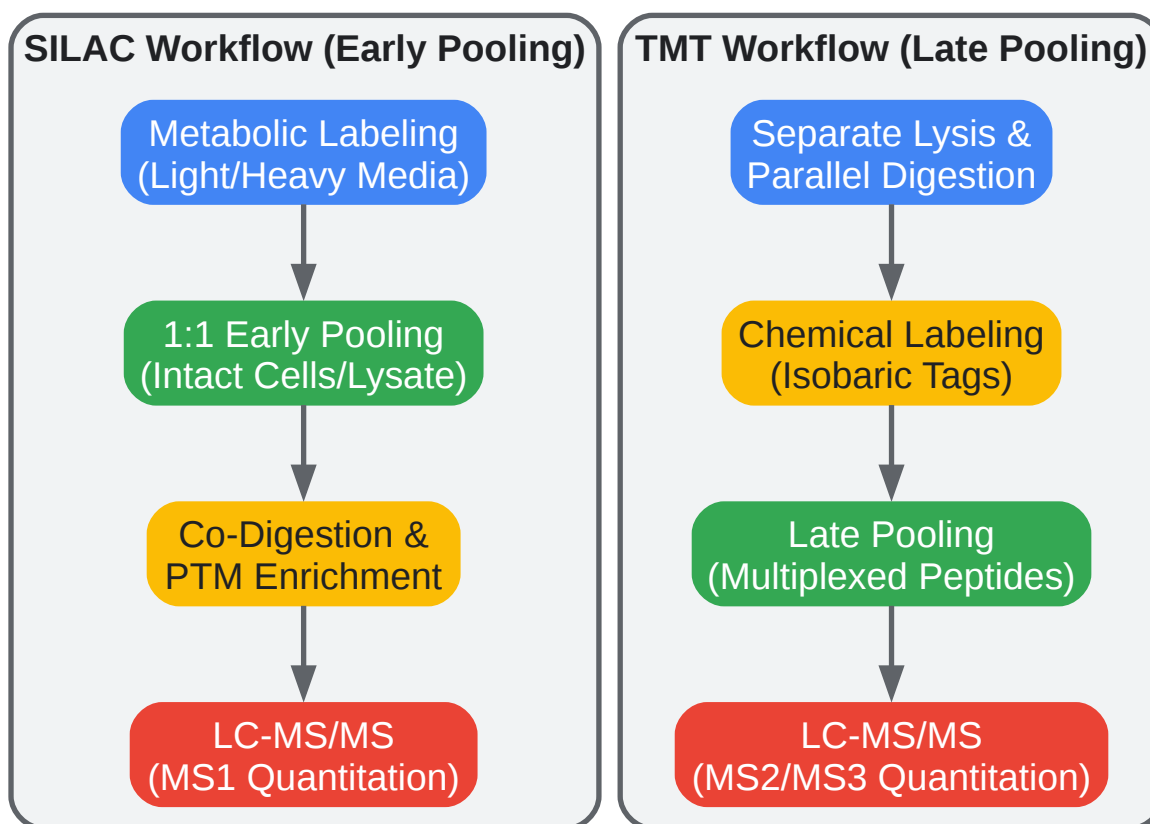 SILAC Workflow (Early Pooling)
Metabolic Labeling
(Light/Heavy Media)
1:1 Early Pooling
(Intact Cells/Lysate)
Co-Digestion &
PTM Enrichment
LC-MS/MS
(MS1 Quantitation)
TMT Workflow (Late Pooling)
Separate Lysis &
Parallel Digestion
Chemical Labeling
(Isobaric Tags)
Late Pooling
(Multiplexed Peptides)
LC-MS/MS
(MS2/MS3 Quantitation)